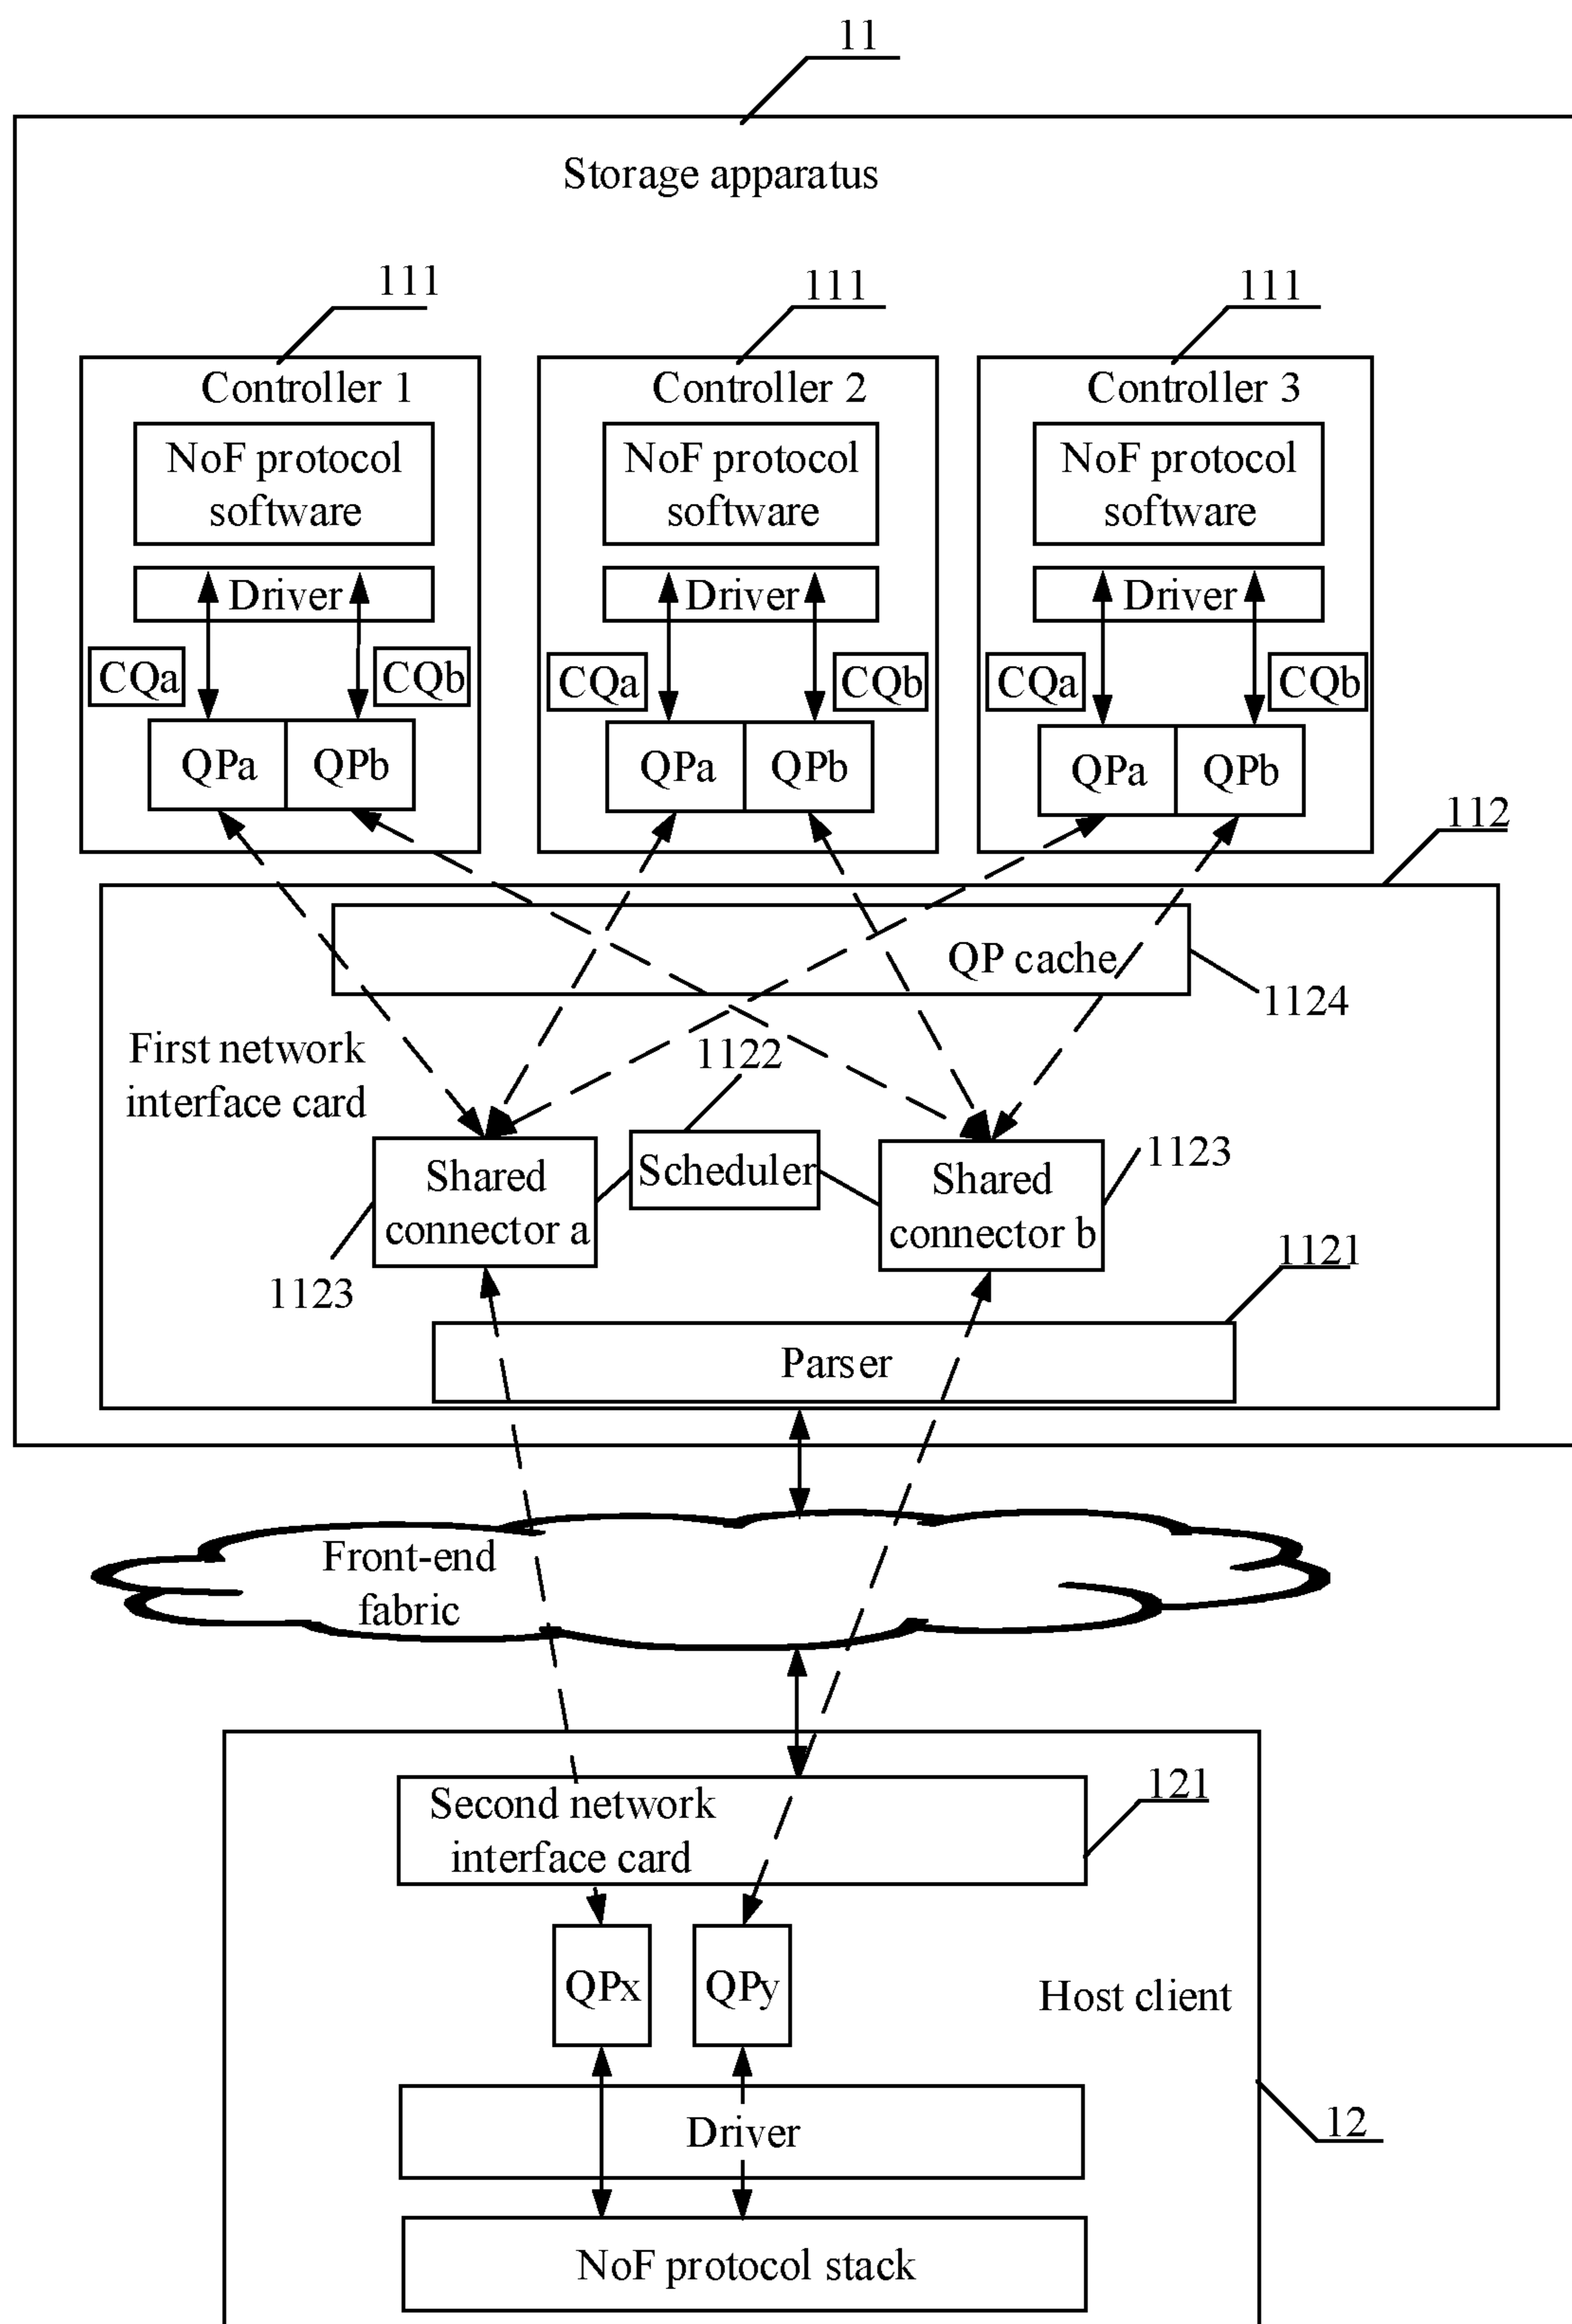 11
Storage apparatus
111
111
111
Controller 1
Controller 2
Controller 3
NoF protocol
software
NoF protocol
software
NoF protocol
software
Driver
Driver
Driver
CQa
CQb
CQa
CQb
CQa
CQb
QPa
QPb
QPa
QPb
QPa
QPb
112
QP cache
1124
First network
interface card
1122
Shared
connector a
Scheduler
Shared
connector b
1123
1123
1121
Parser
Front-end
fabric
Second network
interface card
121
QPx
QPy
Host client
Driver
12
NoF protocol stack